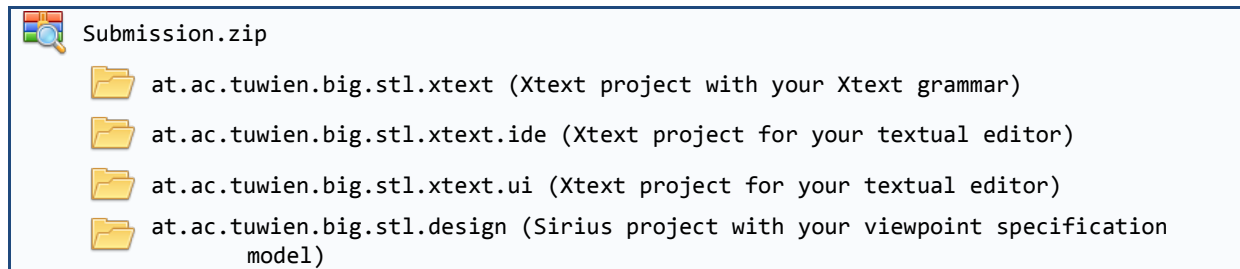 Submission.zip
at.ac.tuwien.big.stl.xtext (Xtext project with your Xtext grammar)
at.ac.tuwien.big.stl.xtext.ide (Xtext project for your textual editor)
at.ac.tuwien.big.stl.xtext.ui (Xtext project for your textual editor)
at.ac.tuwien.big.stl.design (Sirius project with your viewpoint specification
model)